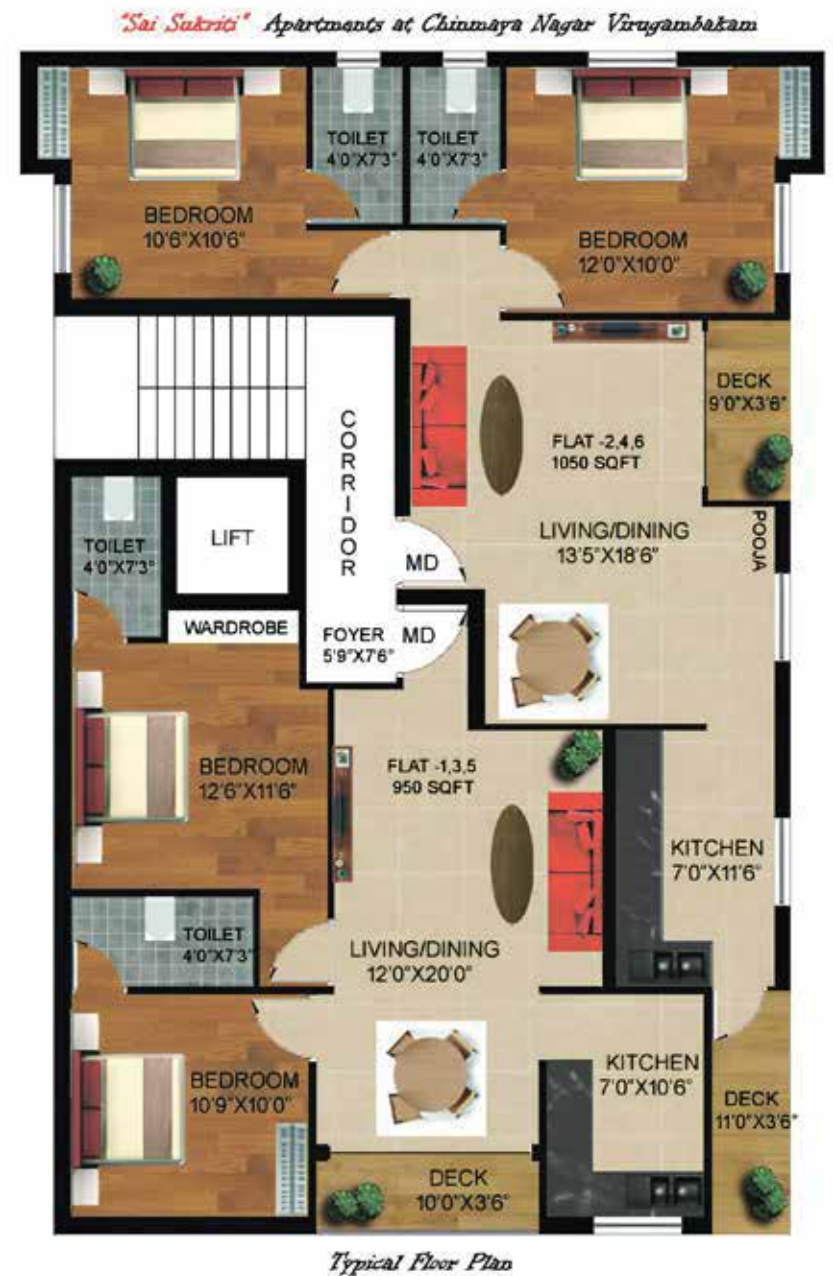 "Sai Sukriti" Apartments at Chinmaya Nagar Virugambakam
TOILET
4'0"X7'3"
TOILET
4'0"X7'3"
BEDROOM
10'6"X10'6"
BEDROOM
12'0"X10'0"
DECK
9'0"X3'6"
CORRIDOR
FLAT -2,4,6
1050 SQFT
LIVING/DINING
13'5"X18'6"
POOJA
TOILET
4'0"X7'3"
LIFT
MD
WARDROBE
FOYER
5'9"X7'6"
MD
BEDROOM
12'6"X11'6"
FLAT -1,3,5
950 SQFT
KITCHEN
7'0"X11'6"
TOILET
4'0"X7'3"
LIVING/DINING
12'0"X20'0"
BEDROOM
10'9"X10'0"
KITCHEN
7'0"X10'6"
DECK
11'0"X3'6"
DECK
10'0"X3'6"
Typical Floor Plan